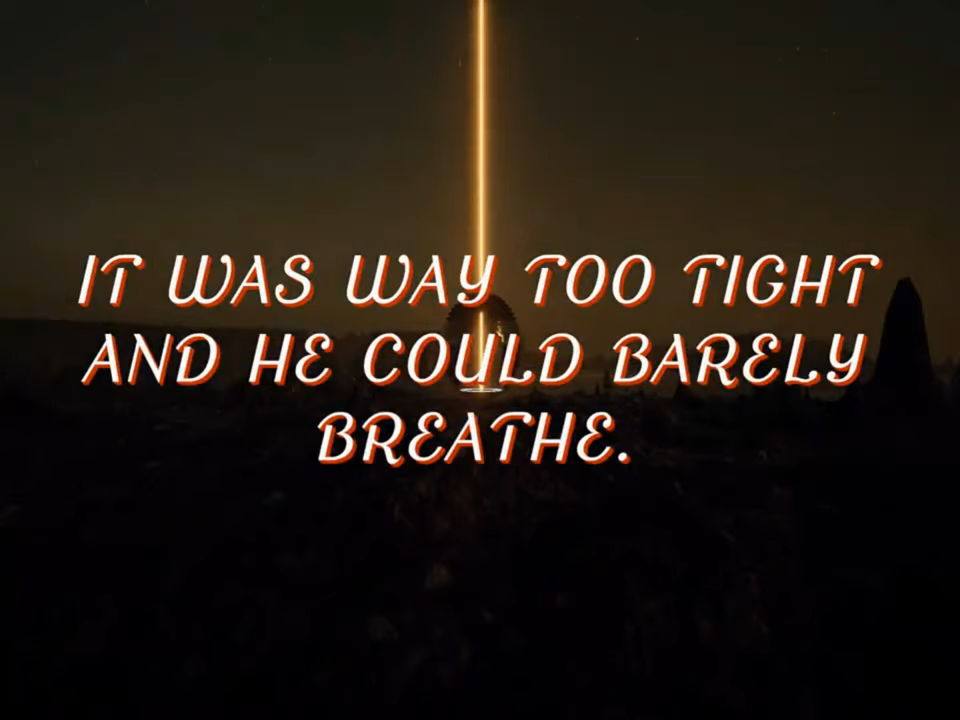 IT WAS WAY TOO TIGHT
AND HE COULD BARELY
BREATHE.